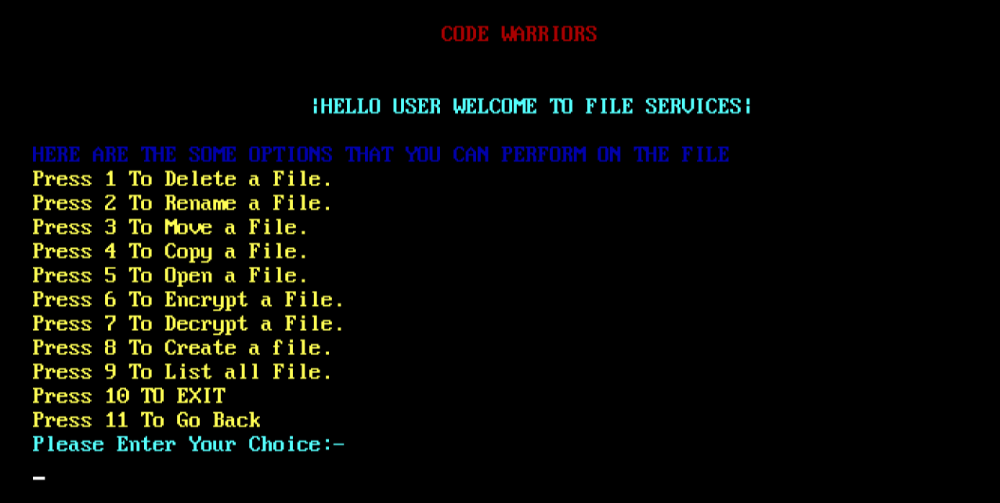 CODE WARRIORS
|HELLO USER WELCOME TO FILE SERVICES|
HERE ARE THE SOME OPTIONS THAT YOU CAN PERFORM ON THE FILE
Press 1 To Delete a File.
Press 2 To Rename a File.
Press 3 To Move a File.
Press 4 To Copy a File.
Press 5 To Open a File.
Press 6 To Encrypt a File.
Press 7 To Decrypt a File.
Press 8 To Create a file.
Press 9 To List all File.
Press 10 TO EXIT
Press 11 To Go Back
Please Enter Your Choice:-
_